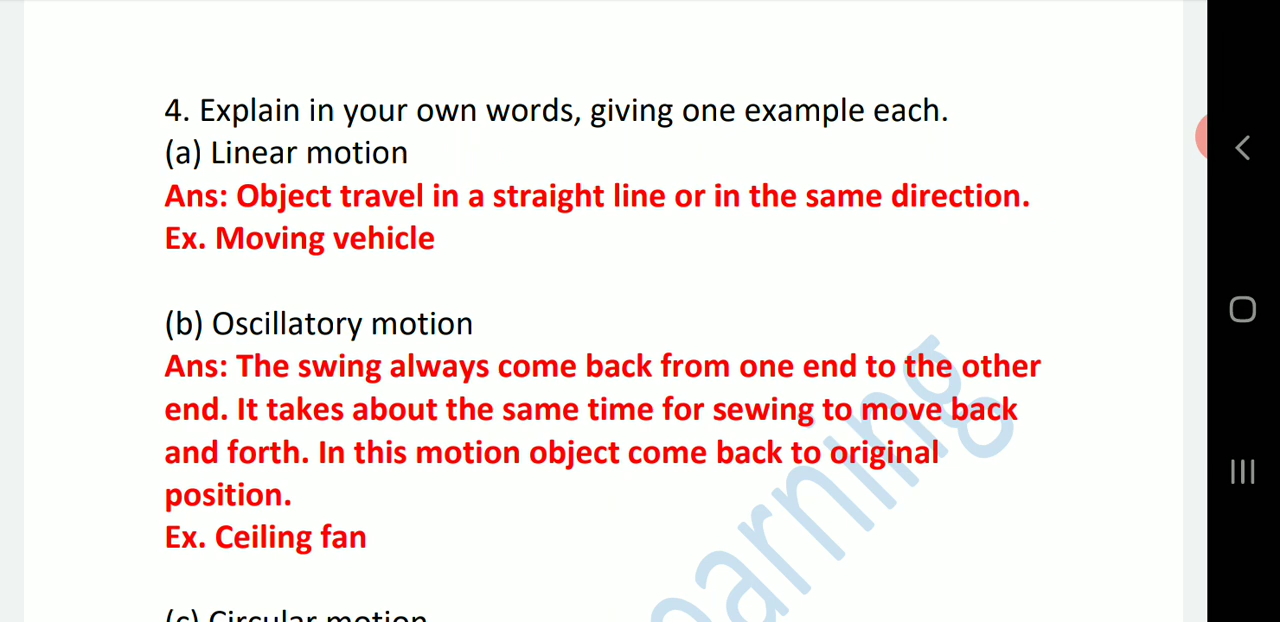 4. Explain in your own words, giving one example each.
(a) Linear motion
Ans: Object travel in a straight line or in the same direction.
Ex. Moving vehicle
(b) Oscillatory motion
Ans: The swing always come back from one end to the other
end. It takes about the same time for sewing to move back
and forth. In this motion object come back to original
position.
Ex. Ceiling fan
(c) Circular motion
arning